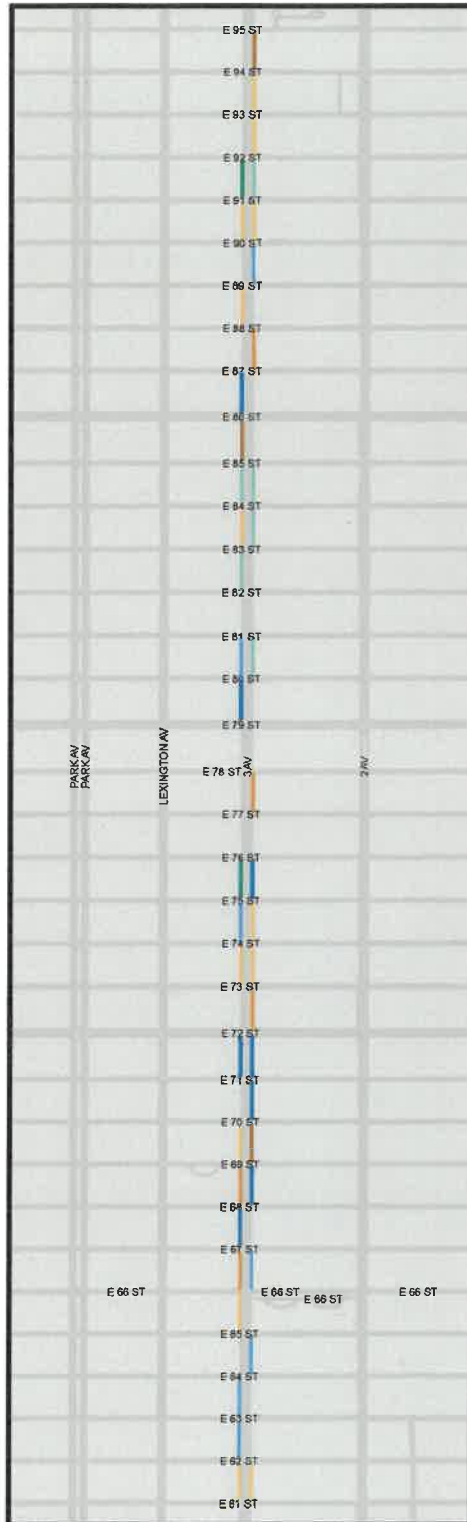 E 95 ST
E 94 ST
E 93 ST
E 92 ST
E 91 ST
E 90 ST
E 89 ST
E 88 ST
E 87 ST
E 86 ST
E 85 ST
E 84 ST
E 83 ST
E 82 ST
E 81 ST
E 80 ST
E 79 ST
PARK AV
PARK AV
LEXINGTON AV
E 78 ST
3 AV
2 AV
E 77 ST
E 76 ST
E 75 ST
E 74 ST
E 73 ST
E 72 ST
E 71 ST
E 70 ST
E 69 ST
E 68 ST
E 67 ST
E 66 ST
E 66 ST
E 66 ST
E 66 ST
E 65 ST
E 64 ST
E 63 ST
E 62 ST
E 61 ST